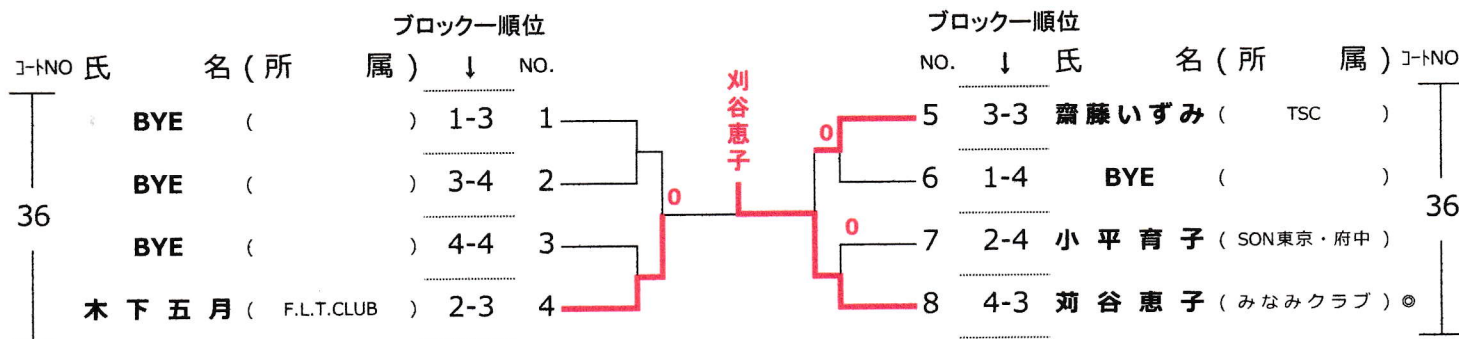 ブロックー順位
コートNO 氏 名 ( 所 属 ) ↓ NO.
BYE ( ) 1-3 1
BYE ( ) 3-4 2
BYE ( ) 4-4 3
木下五月 ( F.L.T.CLUB ) 2-3 4
36
0
刈谷恵子
ブロックー順位
NO. ↓ 氏 名 ( 所 属 ) コートNO
5 3-3 齋藤いずみ ( TSC )
6 1-4 BYE ( )
7 2-4 小平育子 ( SON東京・府中 )
8 4-3 苅谷恵子 ( みなみクラブ ) ◎
0
0
36